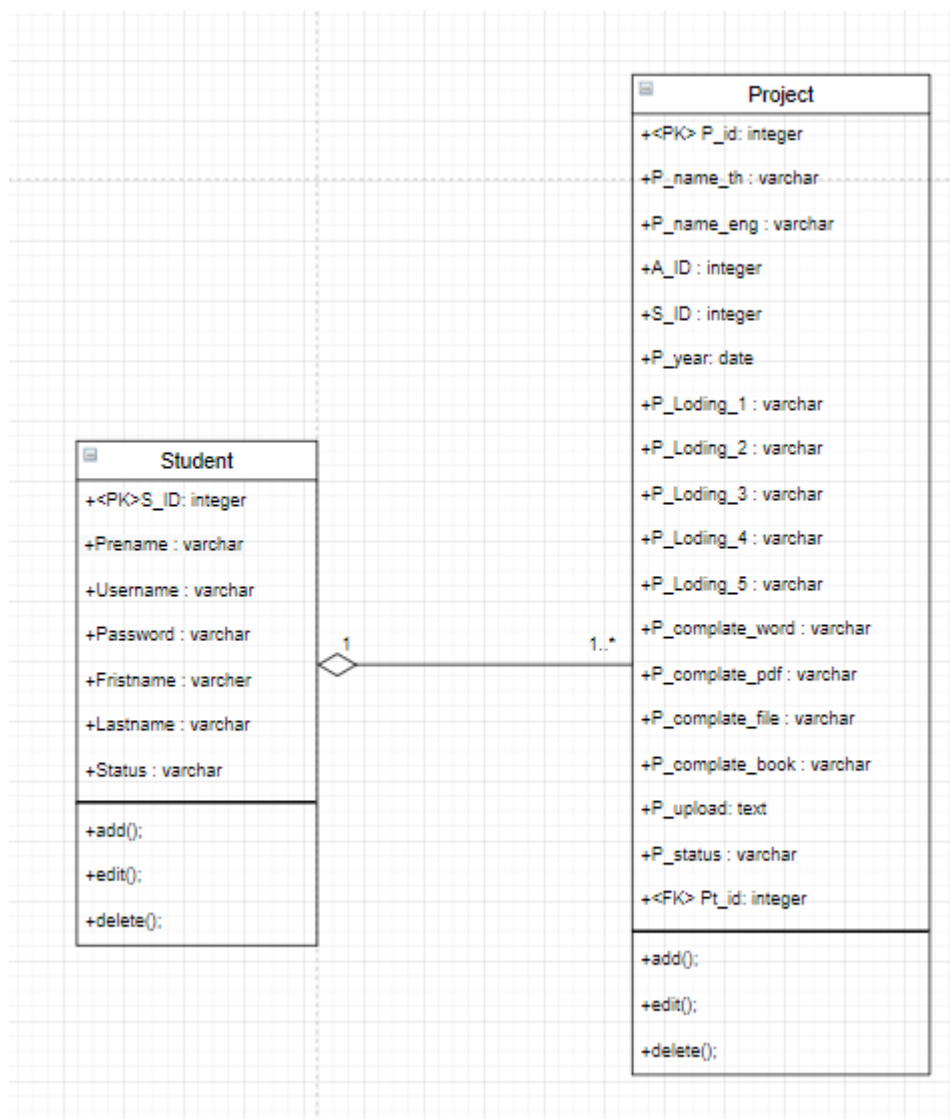 Project
+<PK> P_id: integer
+P_name_th : varchar
+P_name_eng : varchar
+A_ID : integer
+S_ID : integer
+P_year: date
+P_Loding_1 : varchar
+P_Loding_2 : varchar
+P_Loding_3 : varchar
+P_Loding_4 : varchar
+P_Loding_5 : varchar
+P_complate_word : varchar
+P_complate_pdf : varchar
+P_complate_file : varchar
+P_complate_book : varchar
+P_upload: text
+P_status : varchar
+<FK> Pt_id: integer
+add();
+edit();
+delete();
Student
+<PK>S_ID: integer
+Prename : varchar
+Username : varchar
+Password : varchar
+Fristname : varcher
+Lastname : varchar
+Status : varchar
+add();
+edit();
+delete();
1
1..*